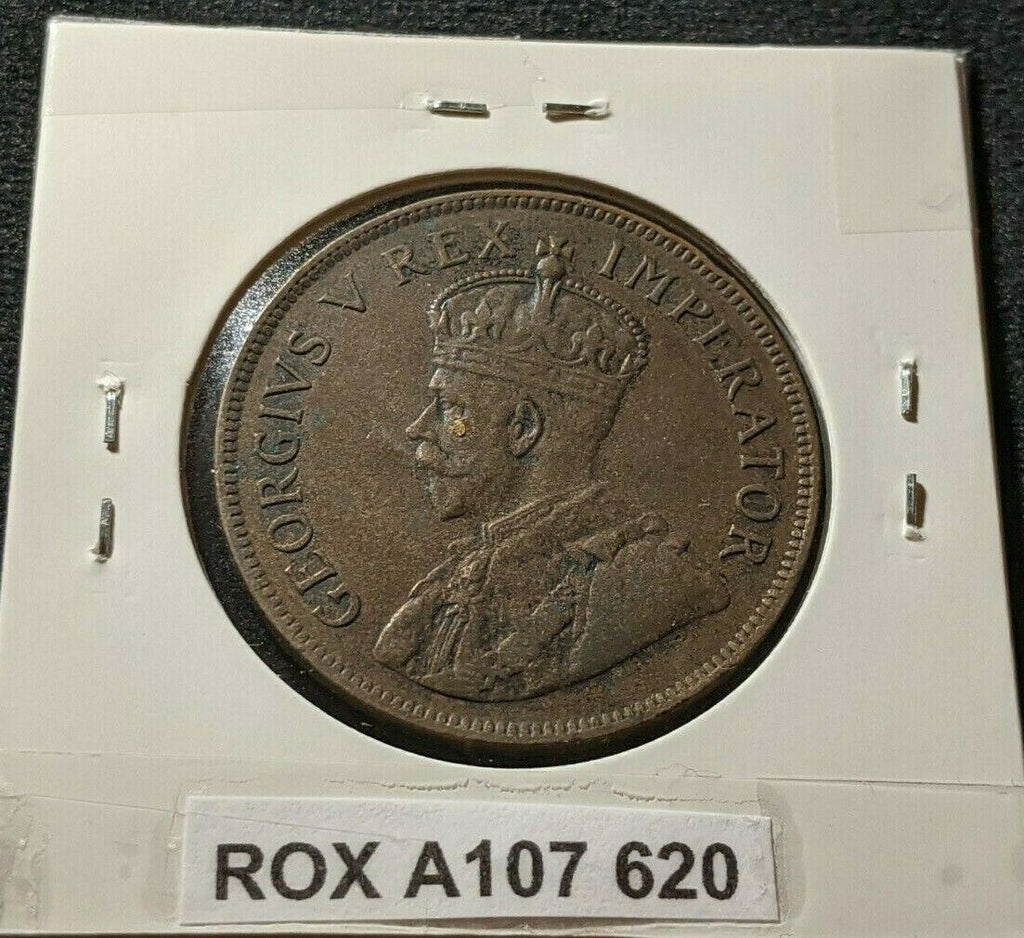 GEORGIVS V REX IMPERATOR
ROX A107 620